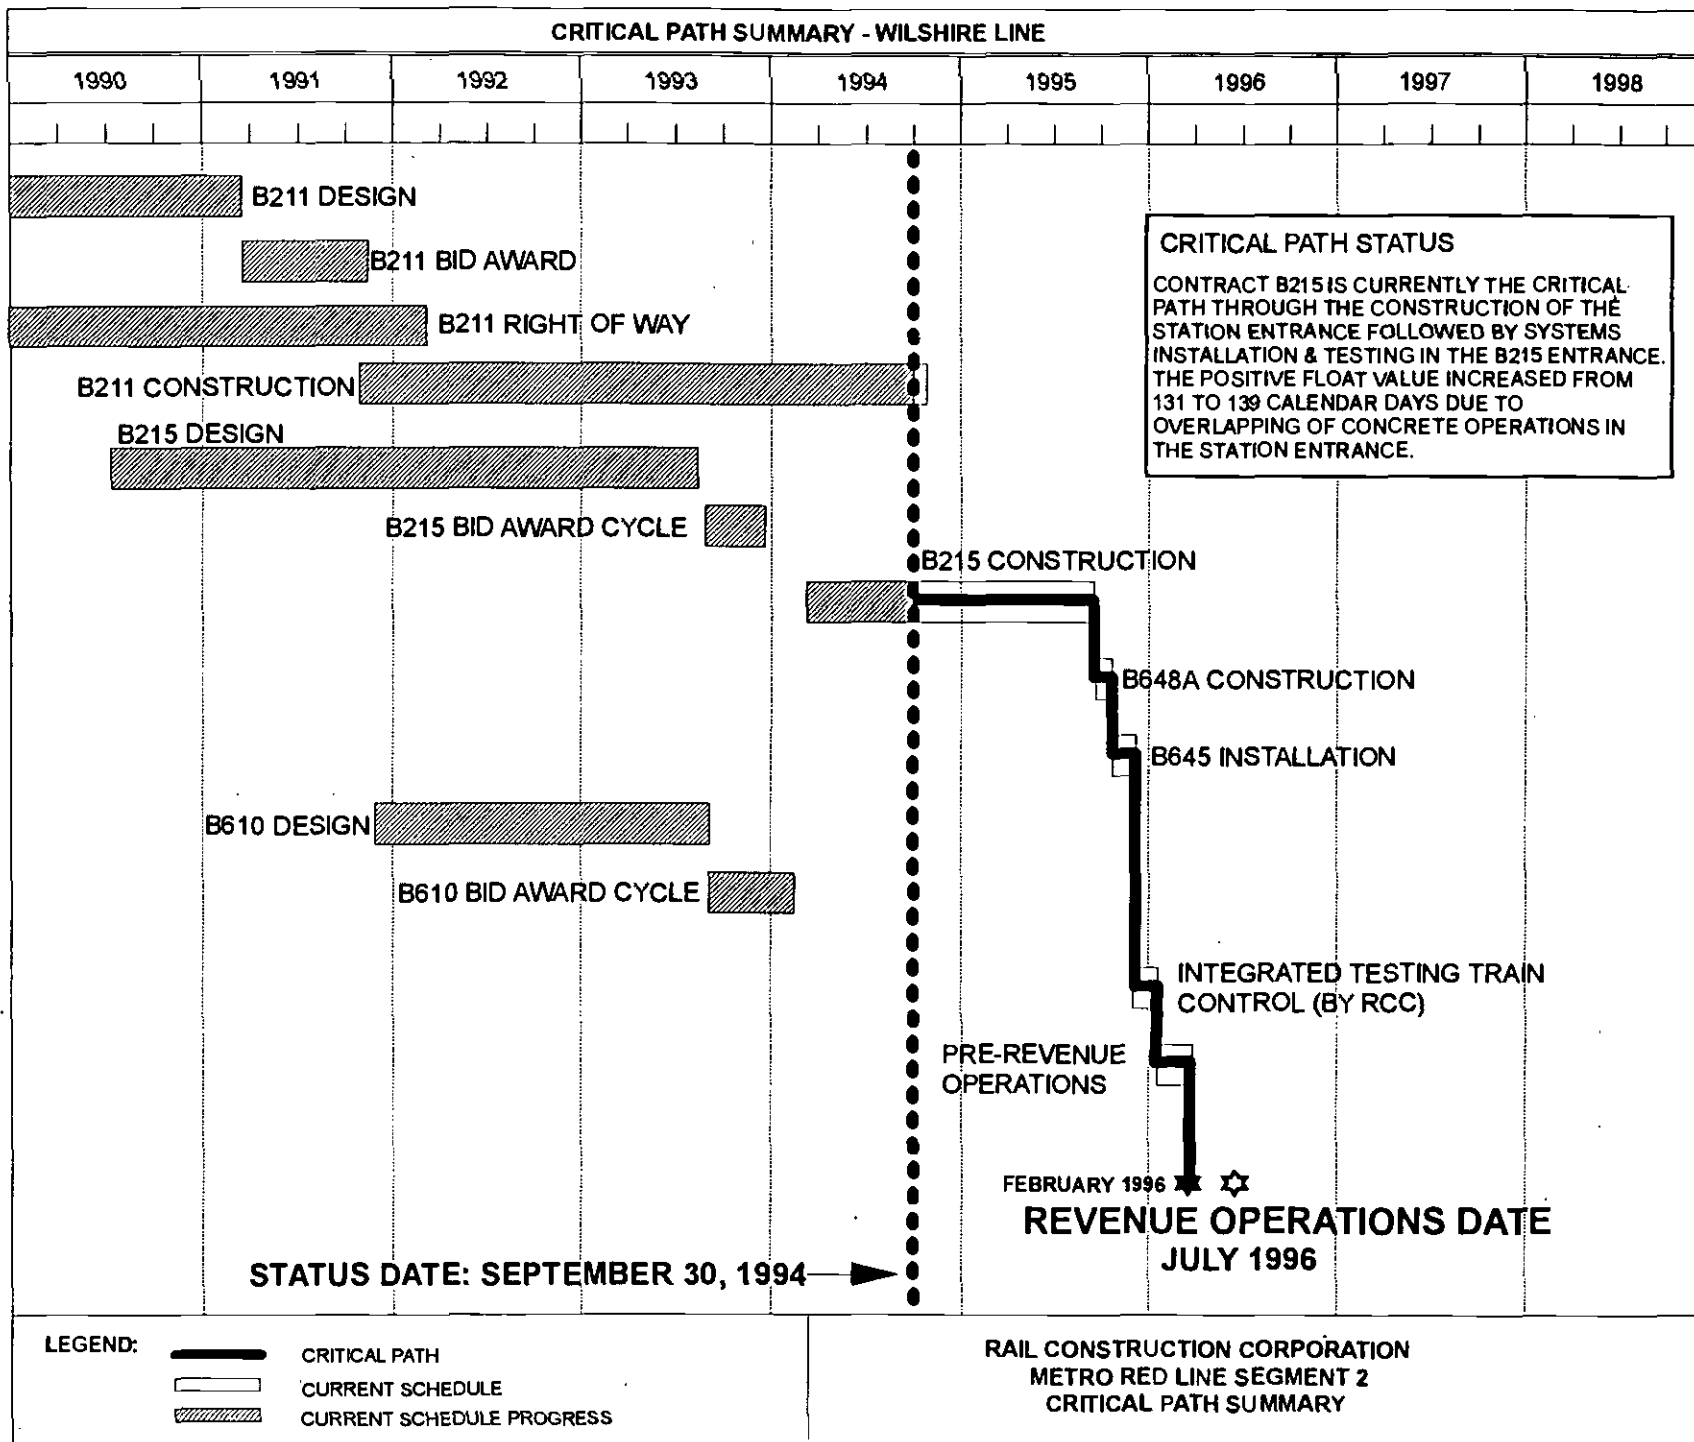 CRITICAL PATH SUMMARY - WILSHIRE LINE
1990 1991 1992 1993 1994 1995 1996 1997 1998
B211 DESIGN
B211 BID AWARD
B211 RIGHT OF WAY
B211 CONSTRUCTION
B215 DESIGN
B215 BID AWARD CYCLE
B215 CONSTRUCTION
B648A CONSTRUCTION
B645 INSTALLATION
B610 DESIGN
B610 BID AWARD CYCLE
INTEGRATED TESTING TRAIN
CONTROL (BY RCC)
PRE-REVENUE
OPERATIONS
CRITICAL PATH STATUS
CONTRACT B215 IS CURRENTLY THE CRITICAL
PATH THROUGH THE CONSTRUCTION OF THE
STATION ENTRANCE FOLLOWED BY SYSTEMS
INSTALLATION & TESTING IN THE B215 ENTRANCE.
THE POSITIVE FLOAT VALUE INCREASED FROM
131 TO 139 CALENDAR DAYS DUE TO
OVERLAPPING OF CONCRETE OPERATIONS IN
THE STATION ENTRANCE.
FEBRUARY 1996
REVENUE OPERATIONS DATE
JULY 1996
STATUS DATE: SEPTEMBER 30, 1994
LEGEND:
CRITICAL PATH
CURRENT SCHEDULE
CURRENT SCHEDULE PROGRESS
RAIL CONSTRUCTION CORPORATION
METRO RED LINE SEGMENT 2
CRITICAL PATH SUMMARY